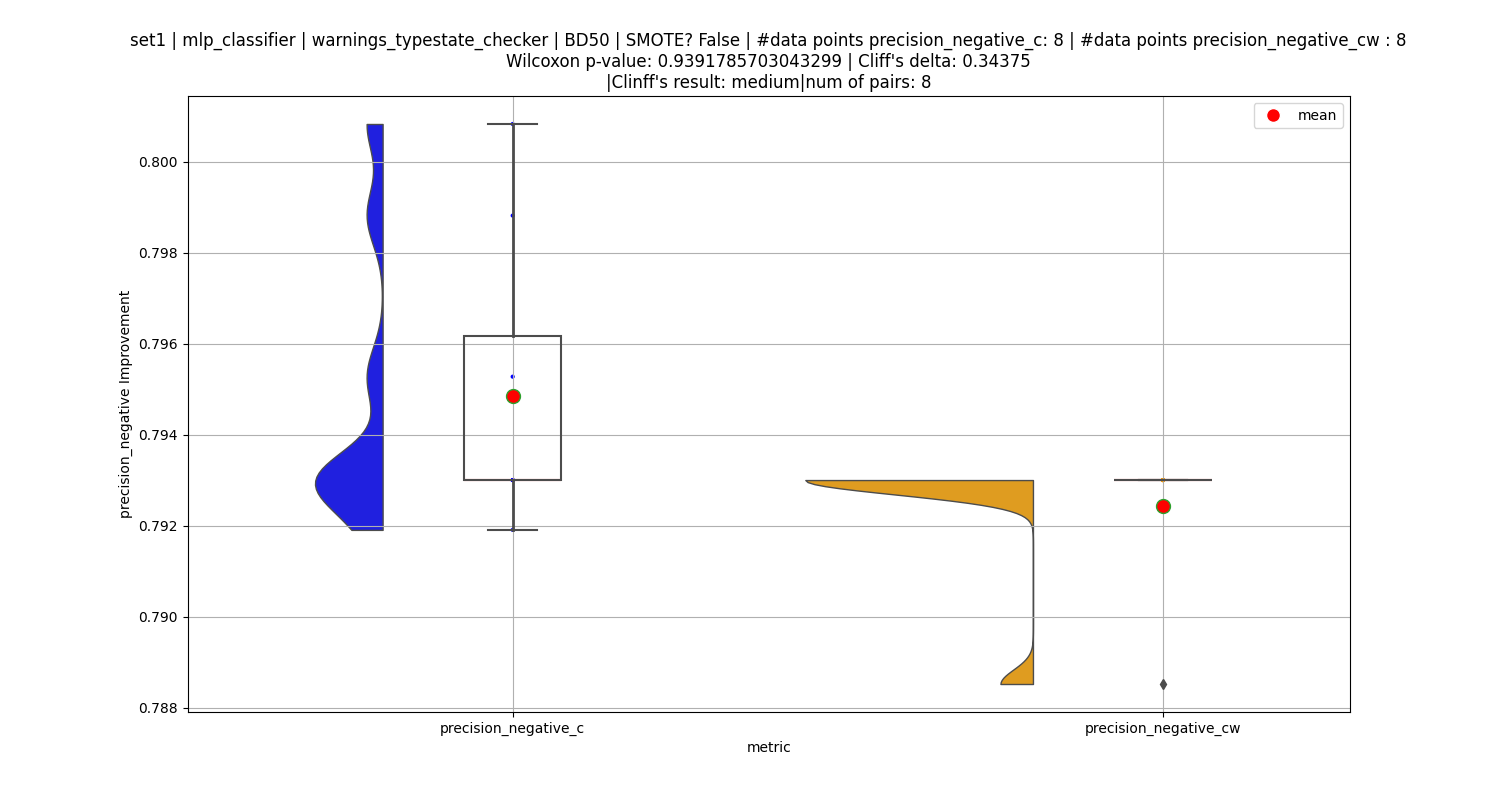 set1 | mlp_classifier | warnings_typestate_checker | BD50 | SMOTE? False | #data points precision_negative_c: 8 | #data points precision_negative_cw : 8
Wilcoxon p-value: 0.9391785703043299 | Cliff's delta: 0.34375
|Clinff's result: medium|num of pairs: 8
mean
0.800
0.798
0.796
0.794
0.792
0.790
0.788
precision_negative Improvement
precision_negative_c
precision_negative_cw
metric